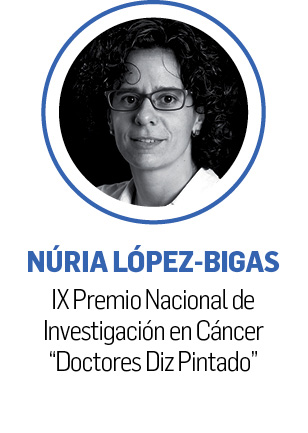 NÚRIA LÓPEZ-BIGAS
IX Premio Nacional de
Investigación en Cáncer
“Doctores Diz Pintado”